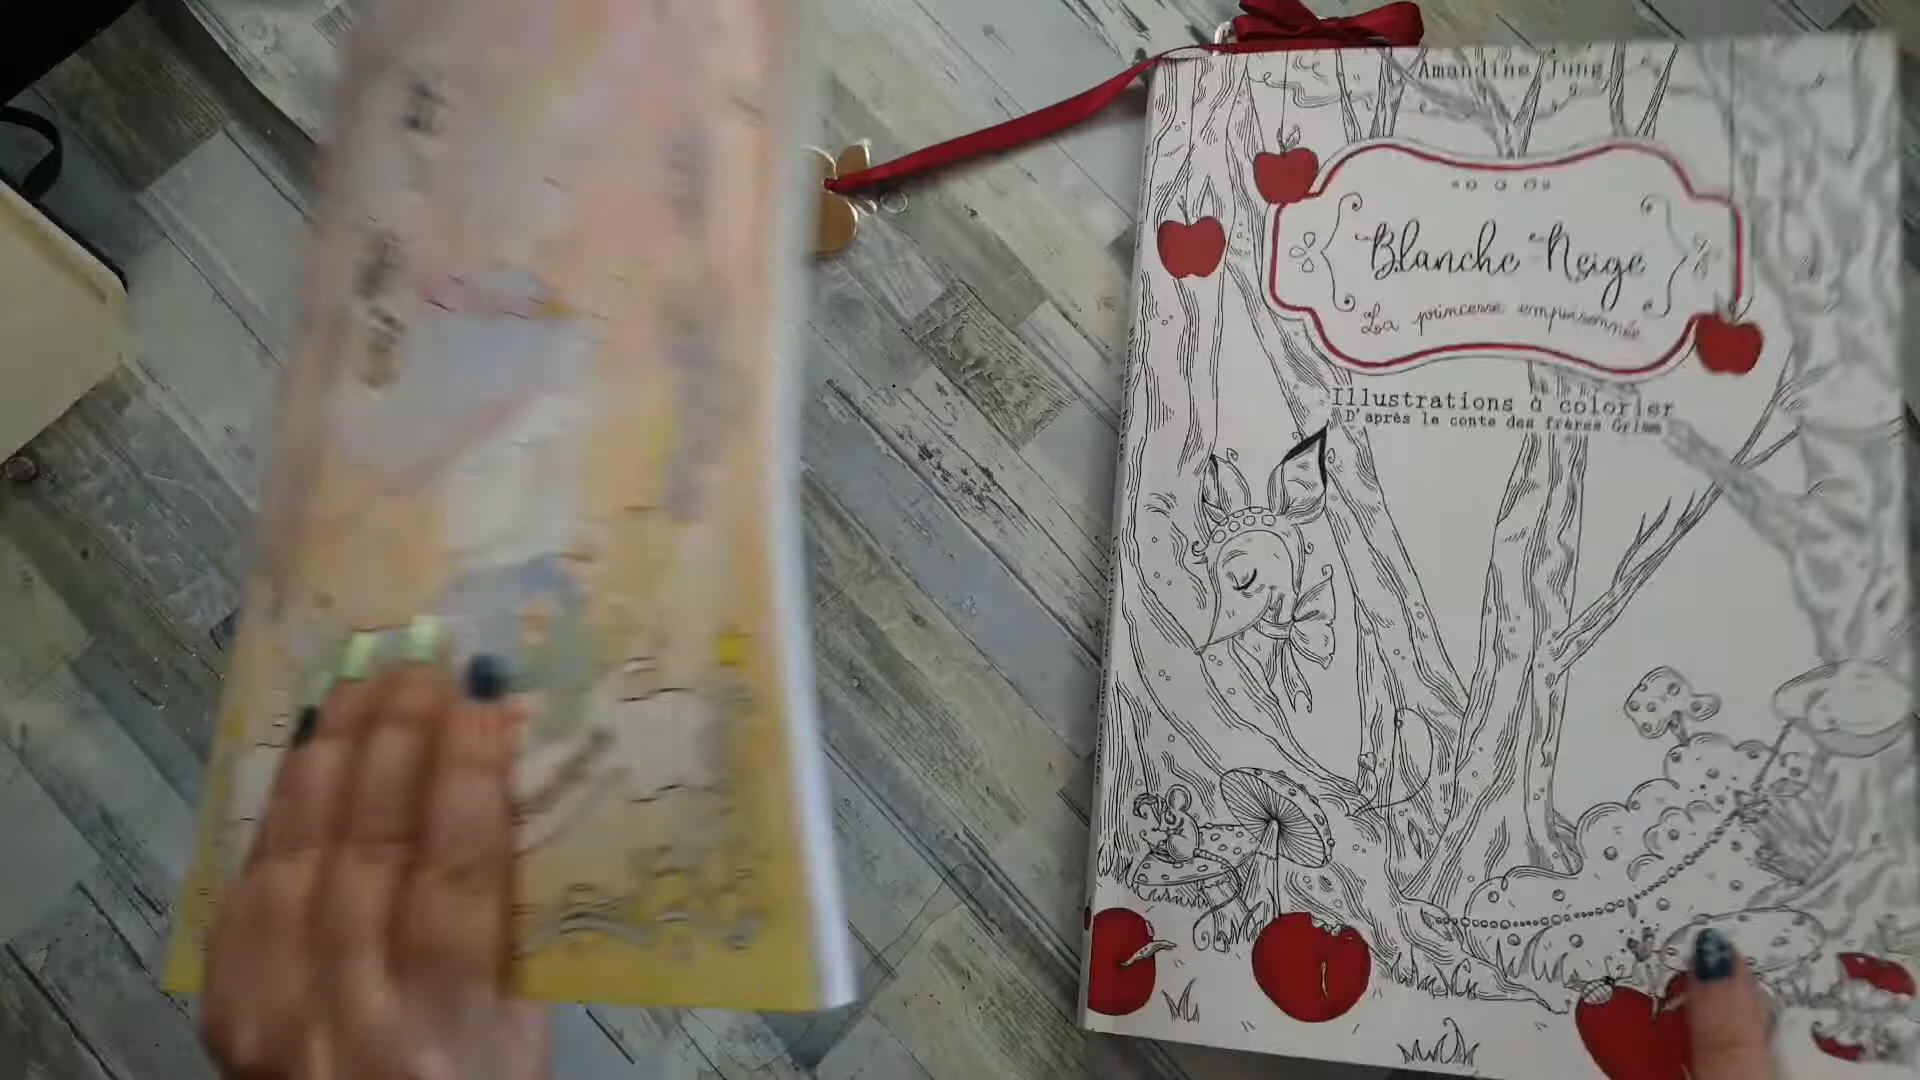 Amandine Jung
Blanche Neige
La princesse empoisonnée
Illustrations à colorier
D'après le conte des frères Grimm